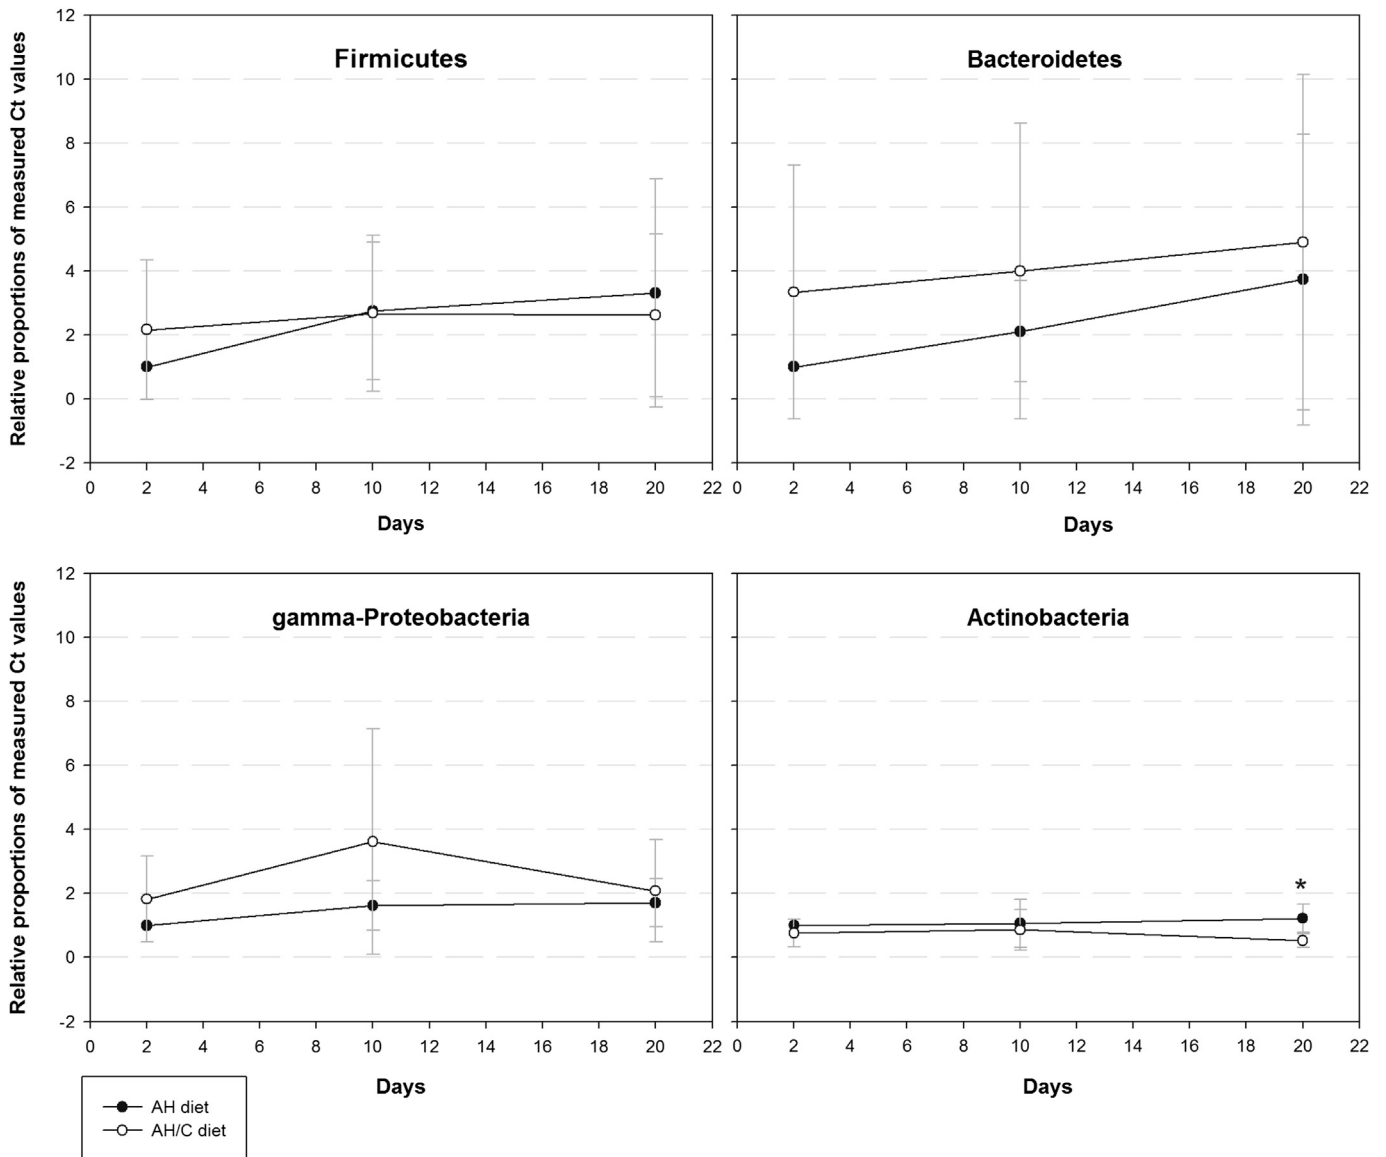 Firmicutes
Bacteroidetes
Relative proportions of measured Ct values
12
10
8
6
4
2
0
-2
0 2 4 6 8 10 12 14 16 18 20 22
0 2 4 6 8 10 12 14 16 18 20 22
Days
Days
gamma-Proteobacteria
Actinobacteria
Relative proportions of measured Ct values
12
10
8
6
4
2
0
-2
*
0 2 4 6 8 10 12 14 16 18 20 22
0 2 4 6 8 10 12 14 16 18 20 22
Days
Days
AH diet
AH/C diet